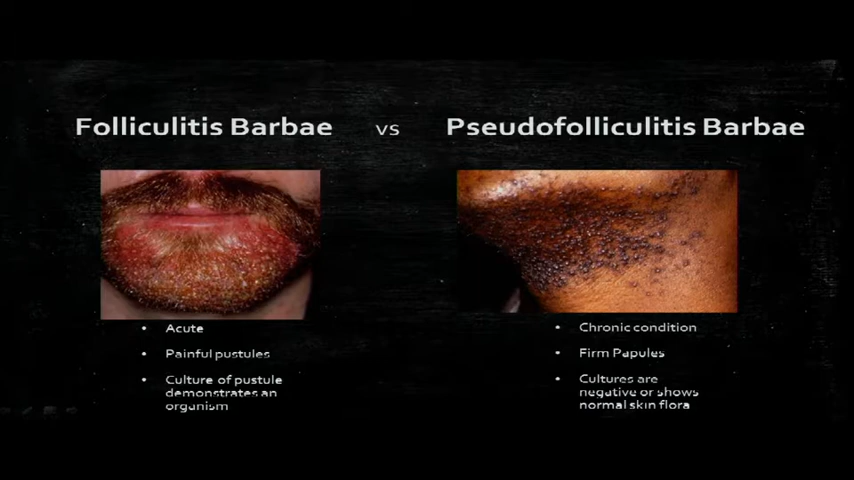 Folliculitis Barbae vs Pseudofolliculitis Barbae
• Acute
• Painful pustules
• Culture of pustule
demonstrates an
organism
• Chronic condition
• Firm Papules
• Cultures are
negative or shows
normal skin flora